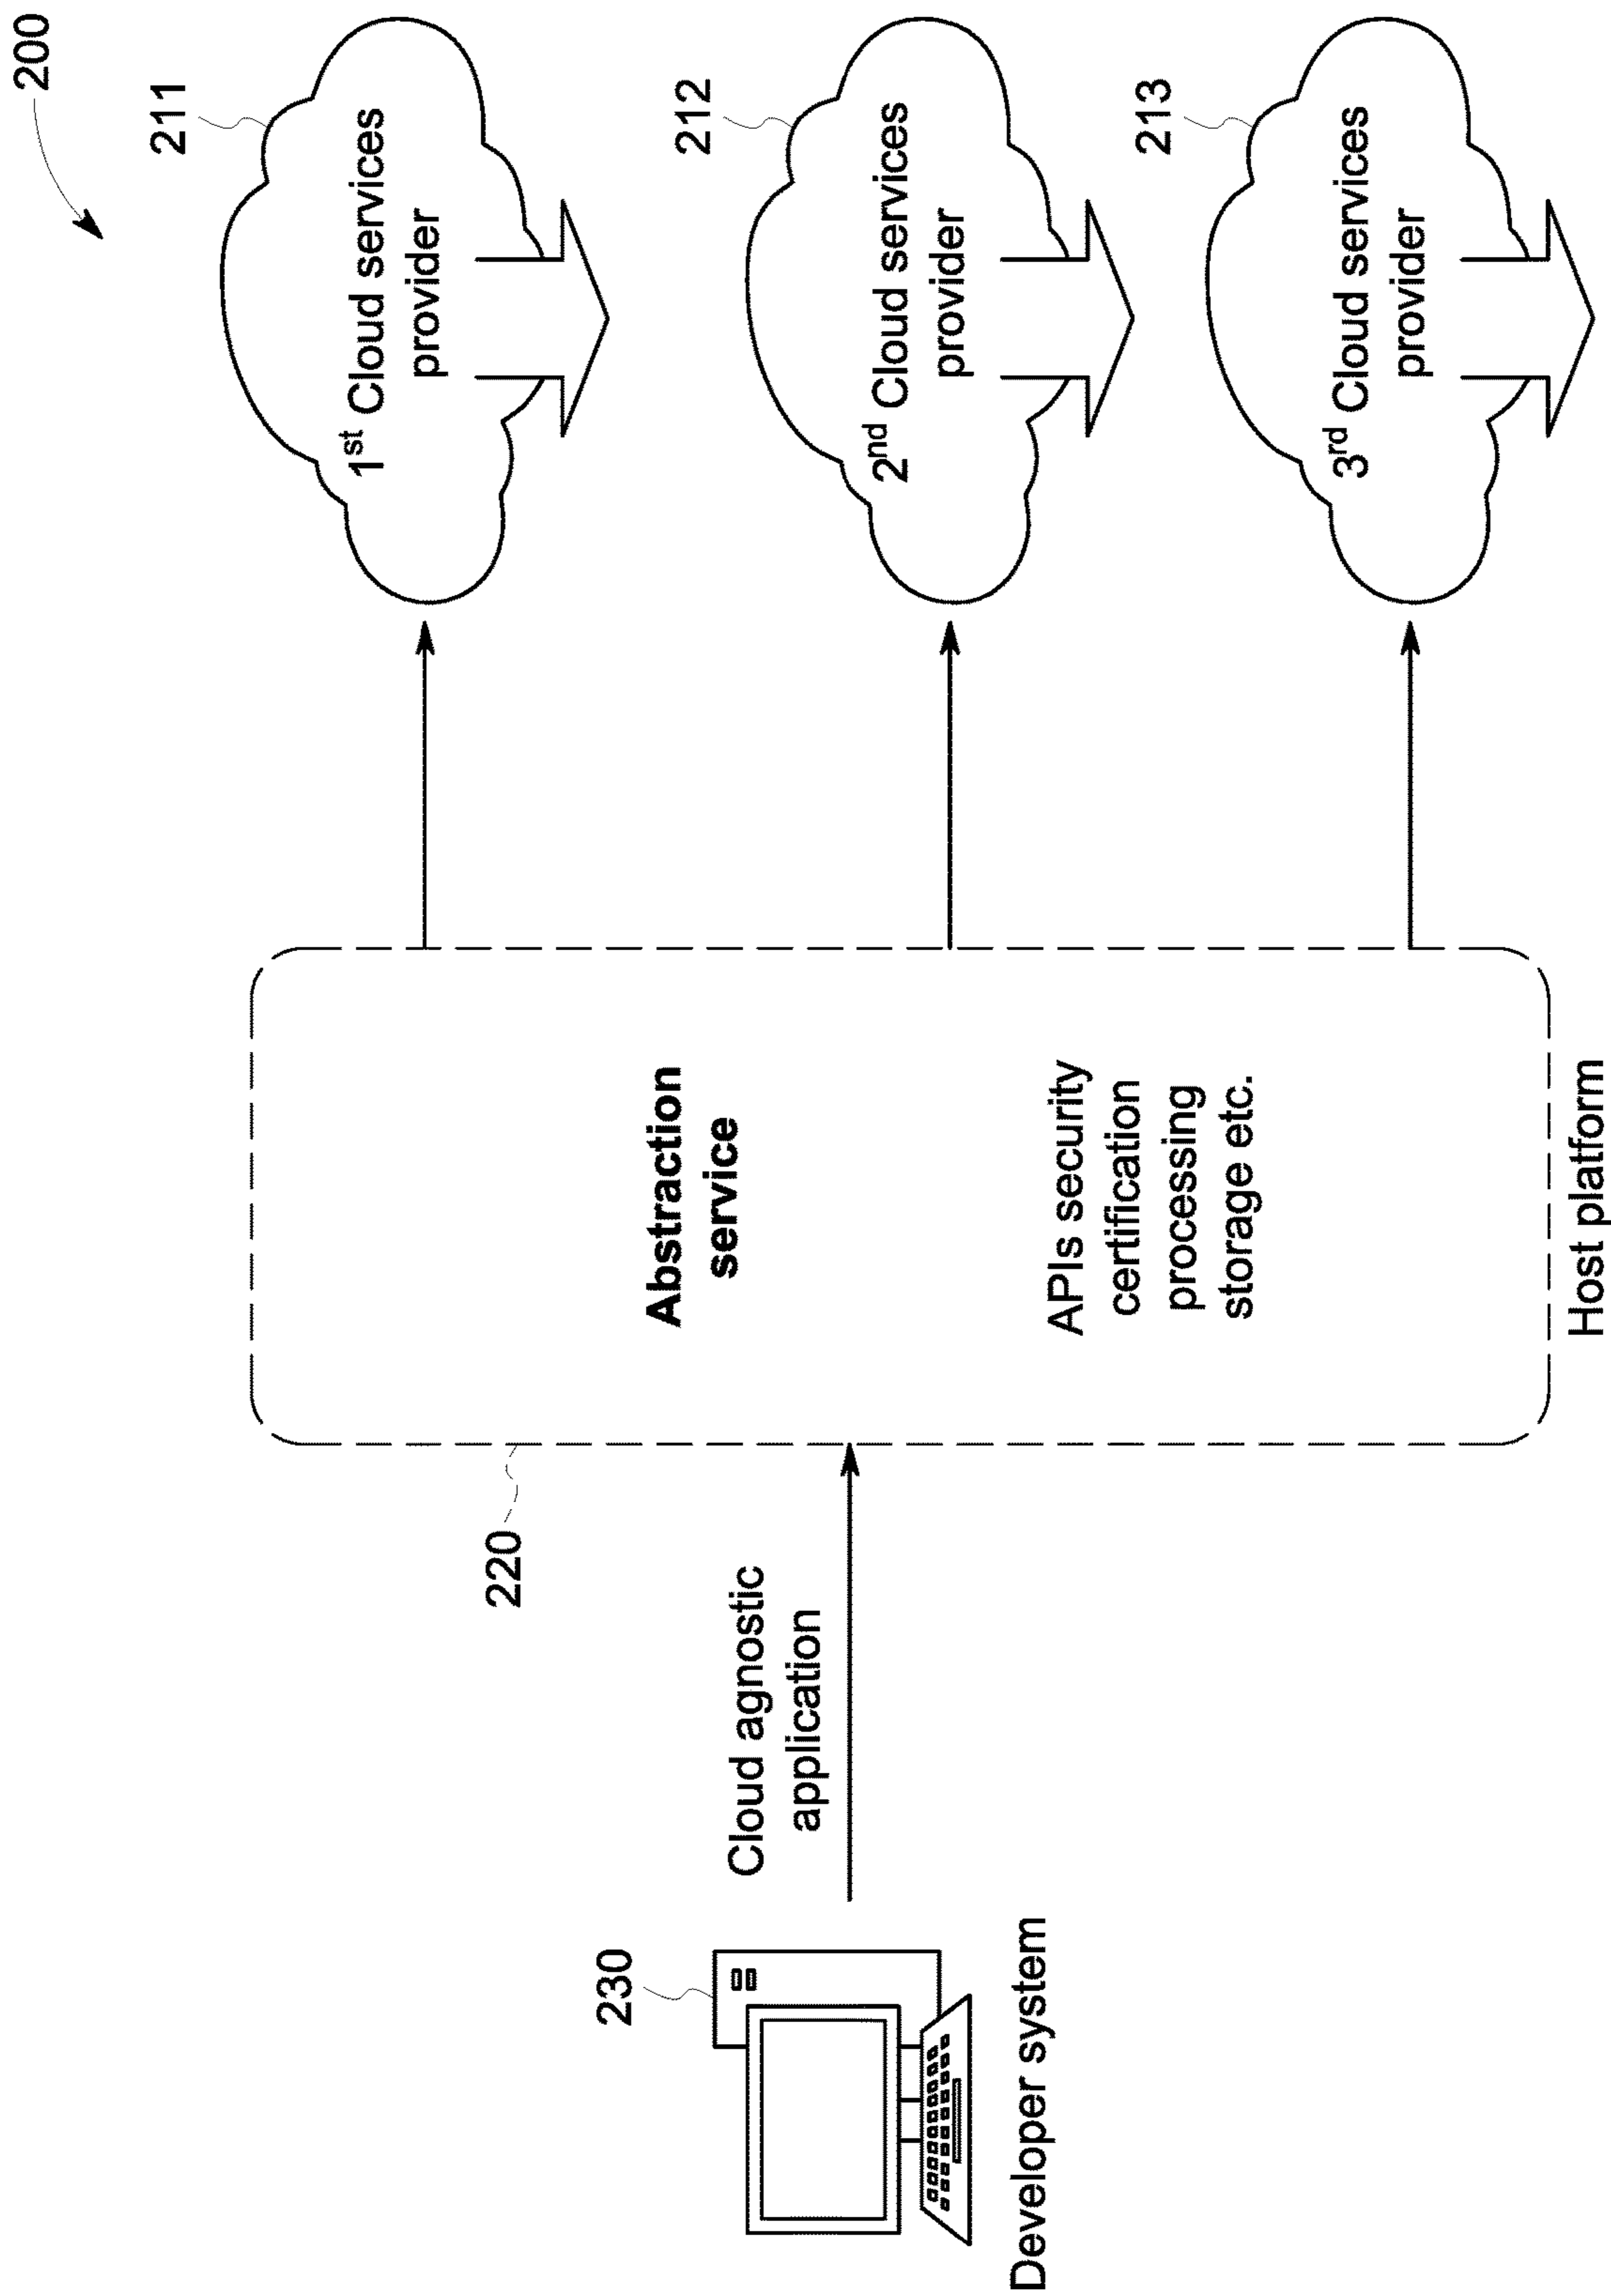 200
211
1st Cloud services
provider
212
2nd Cloud services
provider
213
3rd Cloud services
provider
220
Abstraction
service
APIs security
certification
processing
storage etc.
Host platform
Cloud agnostic
application
230
Developer system